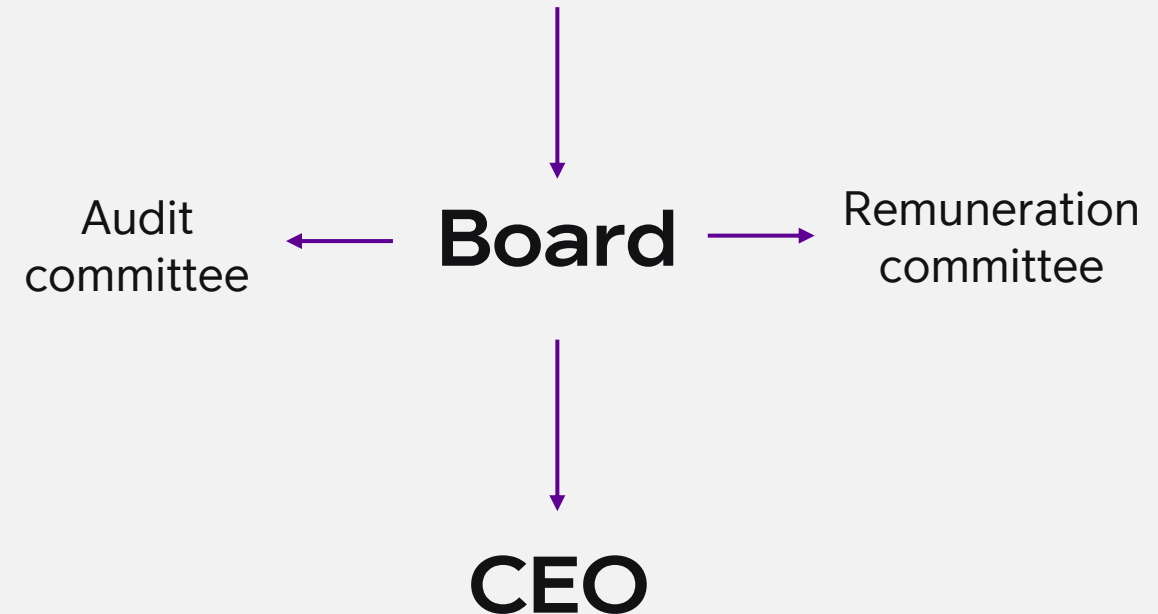 Audit
committee
Board
Remuneration
committee
CEO